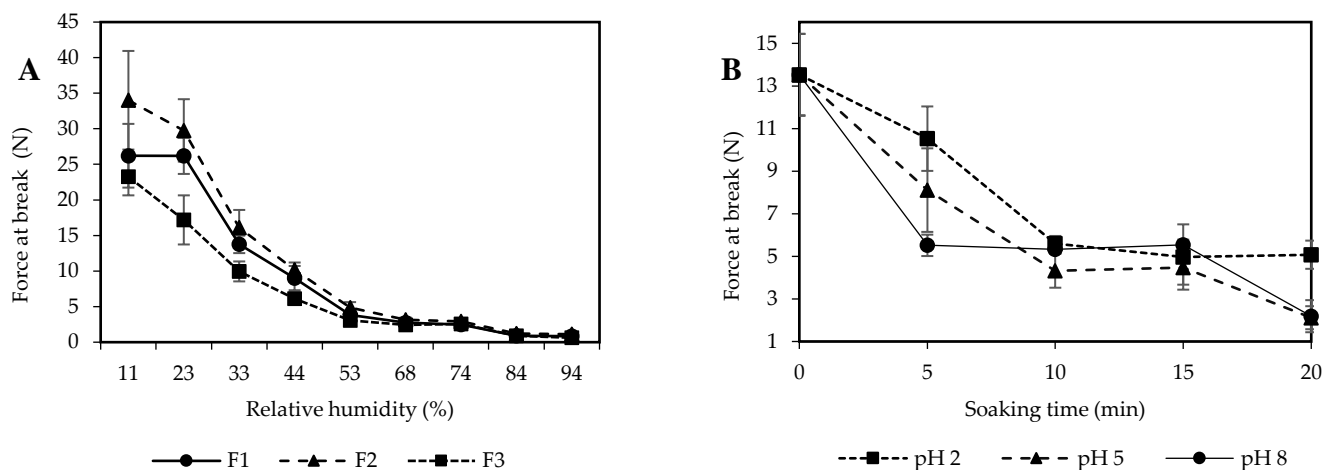 A
Force at break (N)
45
40
35
30
25
20
15
10
5
0
11 23 33 44 53 68 74 84 94
Relative humidity (%)
F1 F2 F3
B
Force at break (N)
15
13
11
9
7
5
3
1
0 5 10 15 20
Soaking time (min)
pH 2 pH 5 pH 8